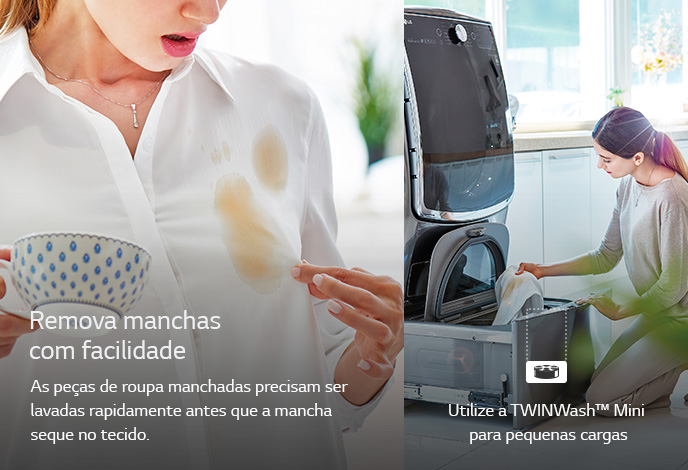 Remova manchas
com facilidade
As peças de roupa manchadas precisam ser
lavadas rapidamente antes que a mancha
seque no tecido.
Utilize a TWINWash™ Mini
para pequenas cargas